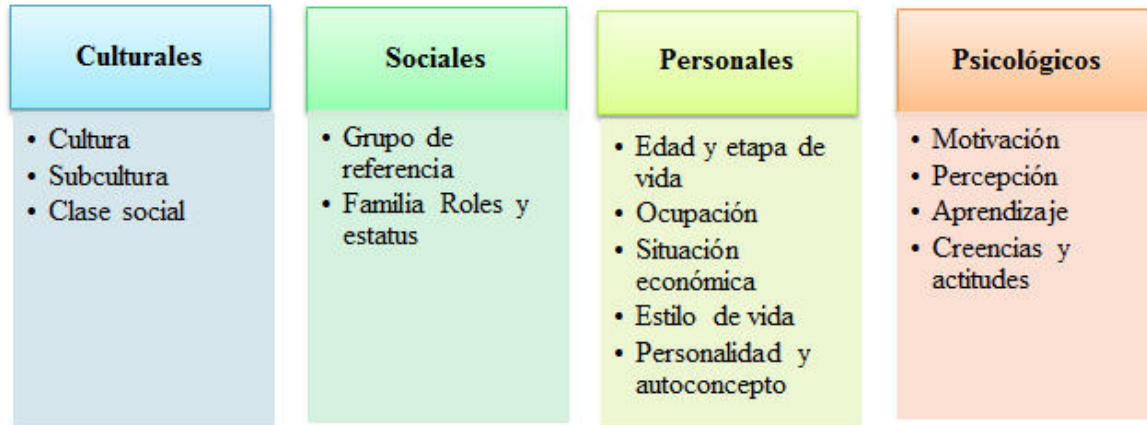 Culturales
• Cultura
• Subcultura
• Clase social
Sociales
• Grupo de
referencia
• Familia Roles y
estatus
Personales
• Edad y etapa de
vida
• Ocupación
• Situación
económica
• Estilo de vida
• Personalidad y
autoconcepto
Psicológicos
• Motivación
• Percepción
• Aprendizaje
• Creencias y
actitudes